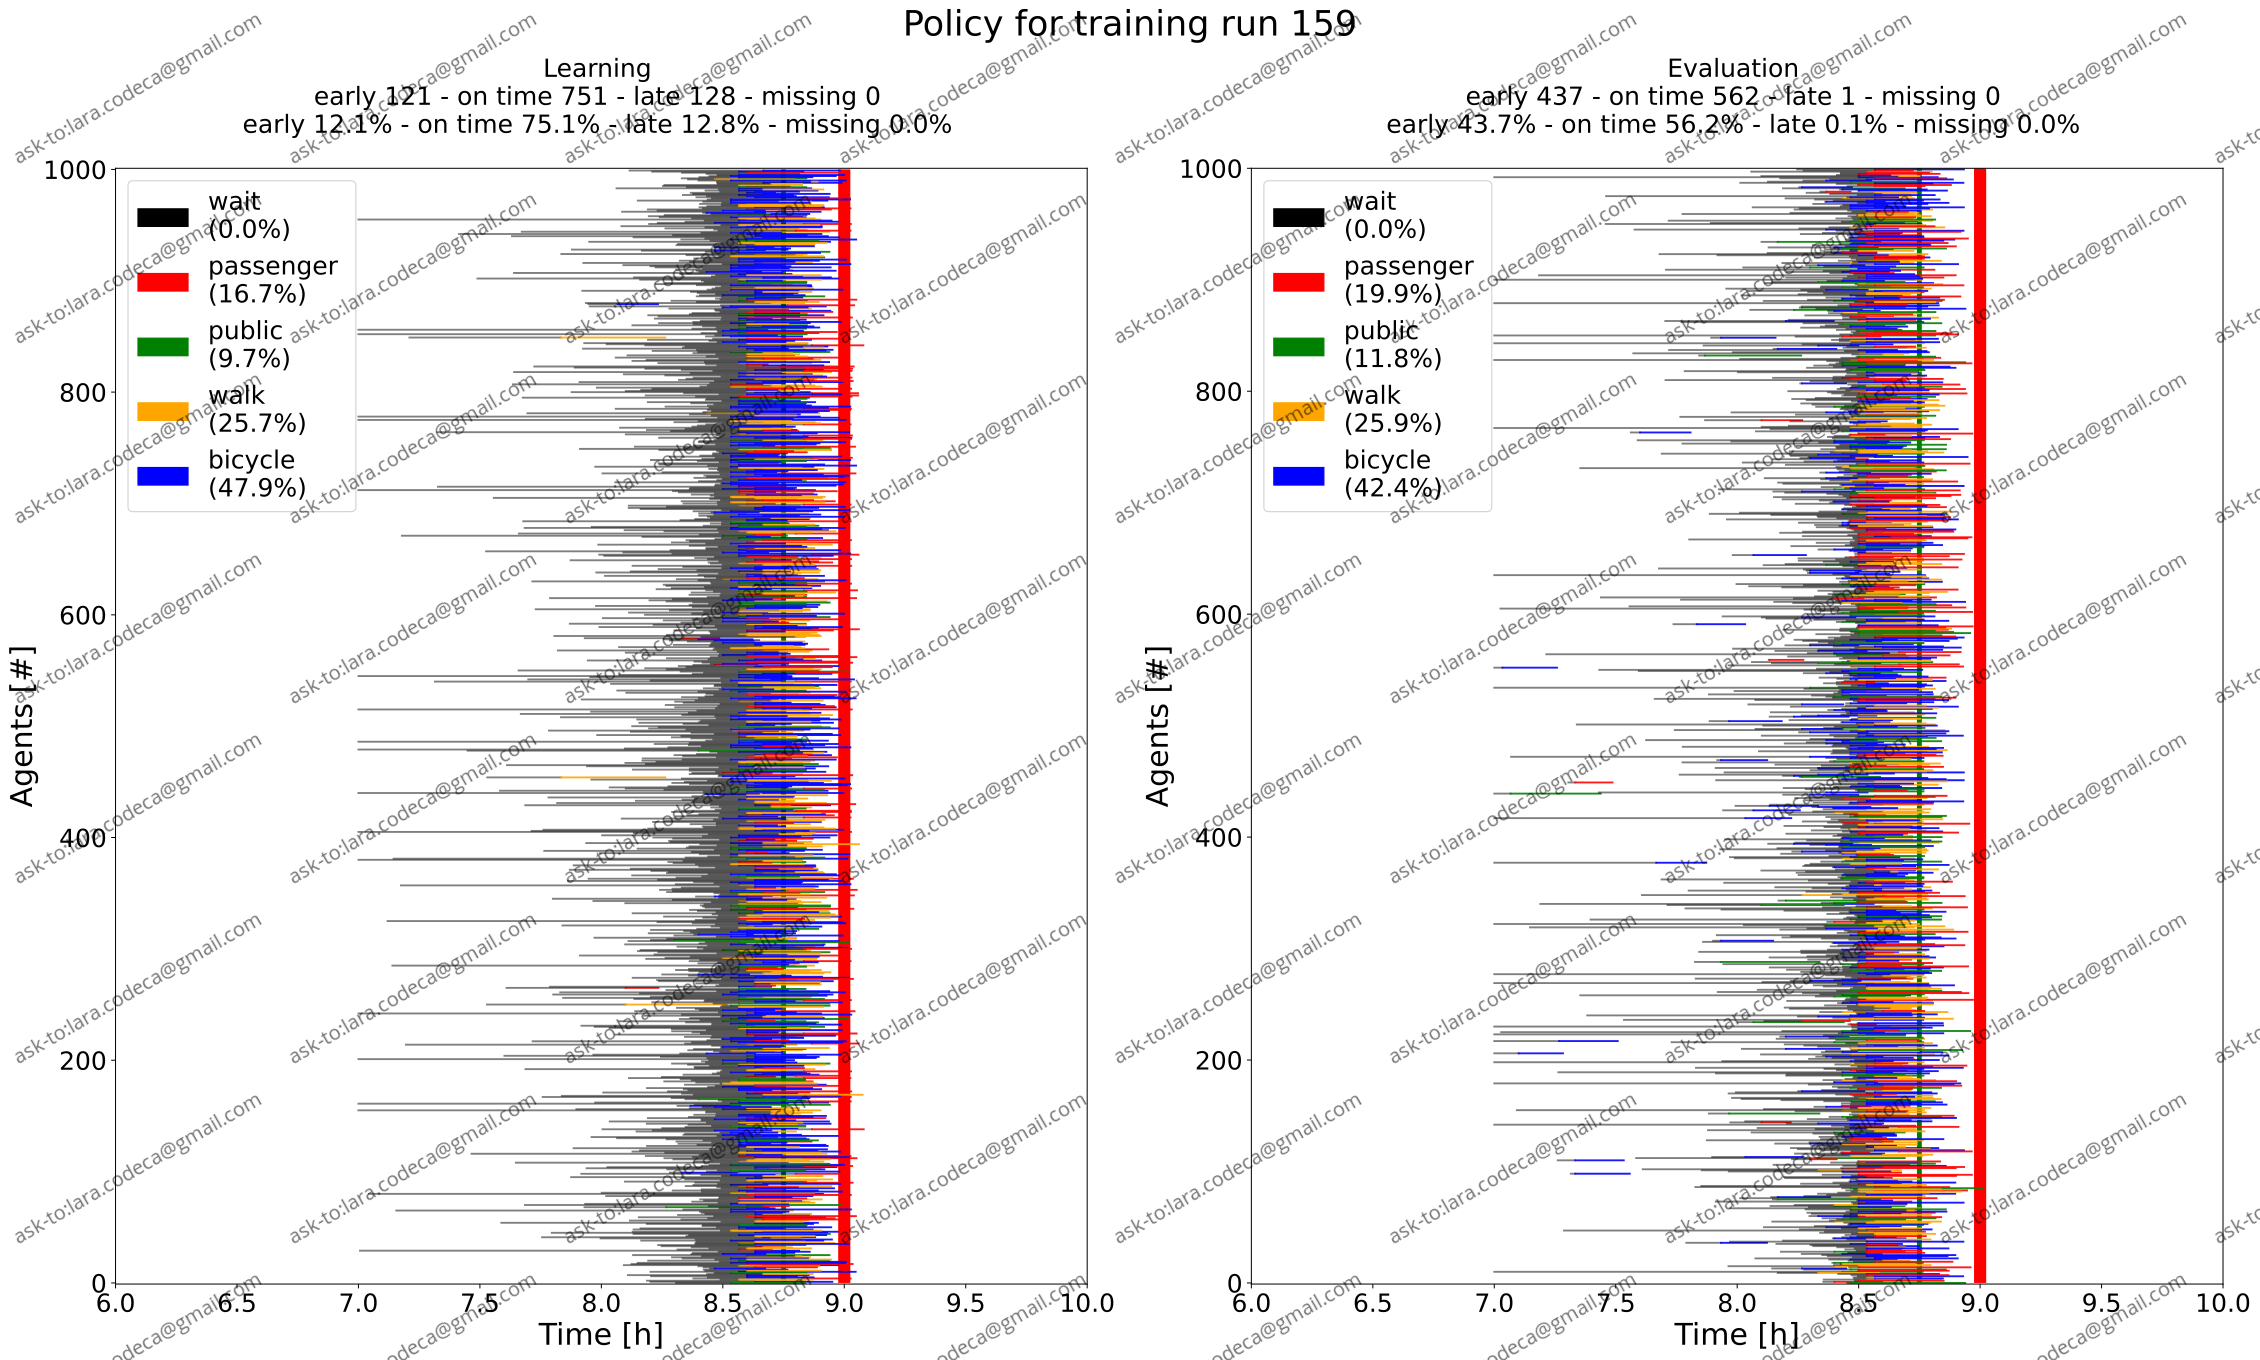 Policy for training run 159
Learning
early 121 - on time 751 - late 128 - missing 0
early 12.1% - on time 75.1% - late 12.8% - missing 0.0%
1000
800
600
400
200
0
Agents [#]
wait
(0.0%)
passenger
(16.7%)
public
(9.7%)
walk
(25.7%)
bicycle
(47.9%)
6.0 6.5 7.0 7.5 8.0 8.5 9.0 9.5 10.0
Time [h]
Evaluation
early 437 - on time 562 - late 1 - missing 0
early 43.7% - on time 56.2% - late 0.1% - missing 0.0%
1000
800
600
400
200
0
Agents [#]
wait
(0.0%)
passenger
(19.9%)
public
(11.8%)
walk
(25.9%)
bicycle
(42.4%)
6.0 6.5 7.0 7.5 8.0 8.5 9.0 9.5 10.0
Time [h]
ask-to:lara.codeca@gmail.com